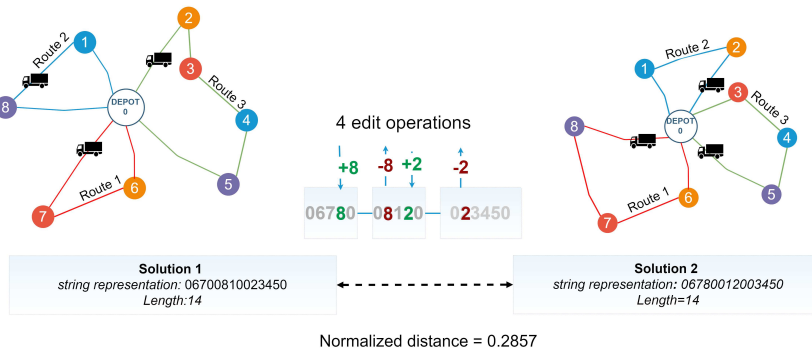 Route 2
1
2
3
Route 3
8
DEPOT
0
4
5
Route 1
6
7
4 edit operations
+8
-8
+2
-2
06780
08120
023450
Route 2
2
1
3
Route 3
DEPOT
0
8
4
5
Route 1
6
7
Solution 1
string representation: 06700810023450
Length:14
Solution 2
string representation: 06780012003450
Length=14
Normalized distance = 0.2857